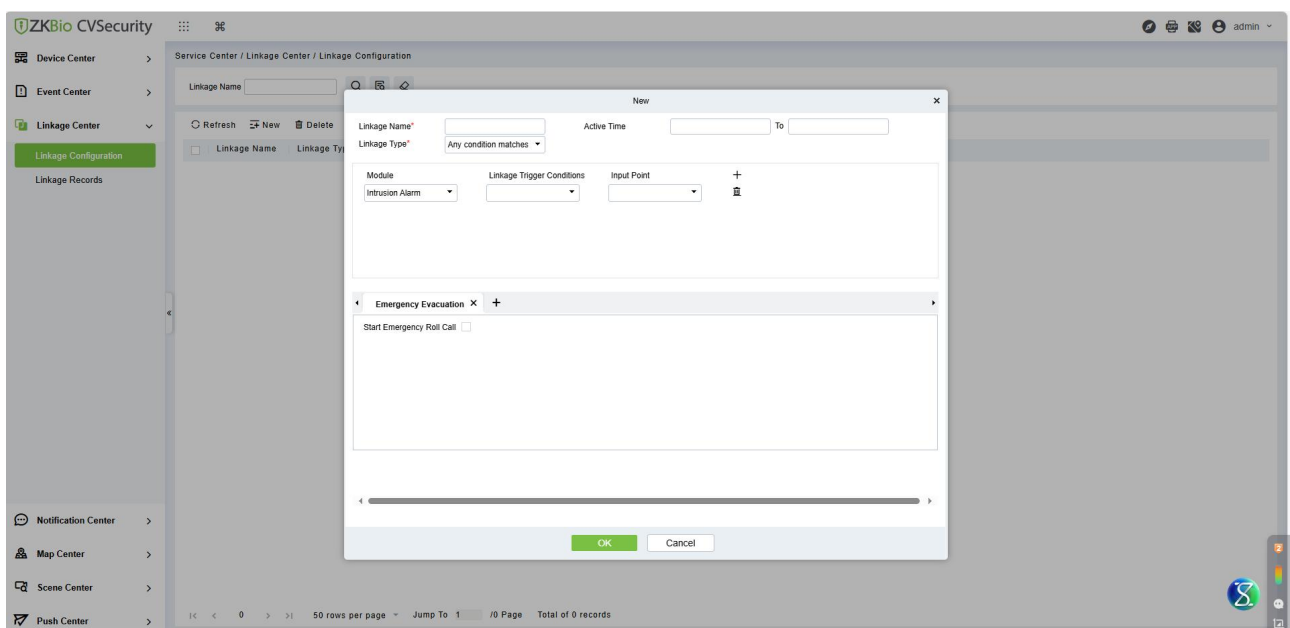 ZKBio CVSecurity
admin
Device Center
Event Center
Linkage Center
Linkage Configuration
Linkage Records
Notification Center
Map Center
Scene Center
Push Center
Service Center / Linkage Center / Linkage Configuration
Linkage Name
Refresh New Delete
Linkage Name Linkage Ty
New
Linkage Name* Active Time To
Linkage Type* Any condition matches
Module Linkage Trigger Conditions Input Point
Intrusion Alarm
Emergency Evacuation
Start Emergency Roll Call
OK Cancel
0 50 rows per page Jump To 1 /0 Page Total of 0 records